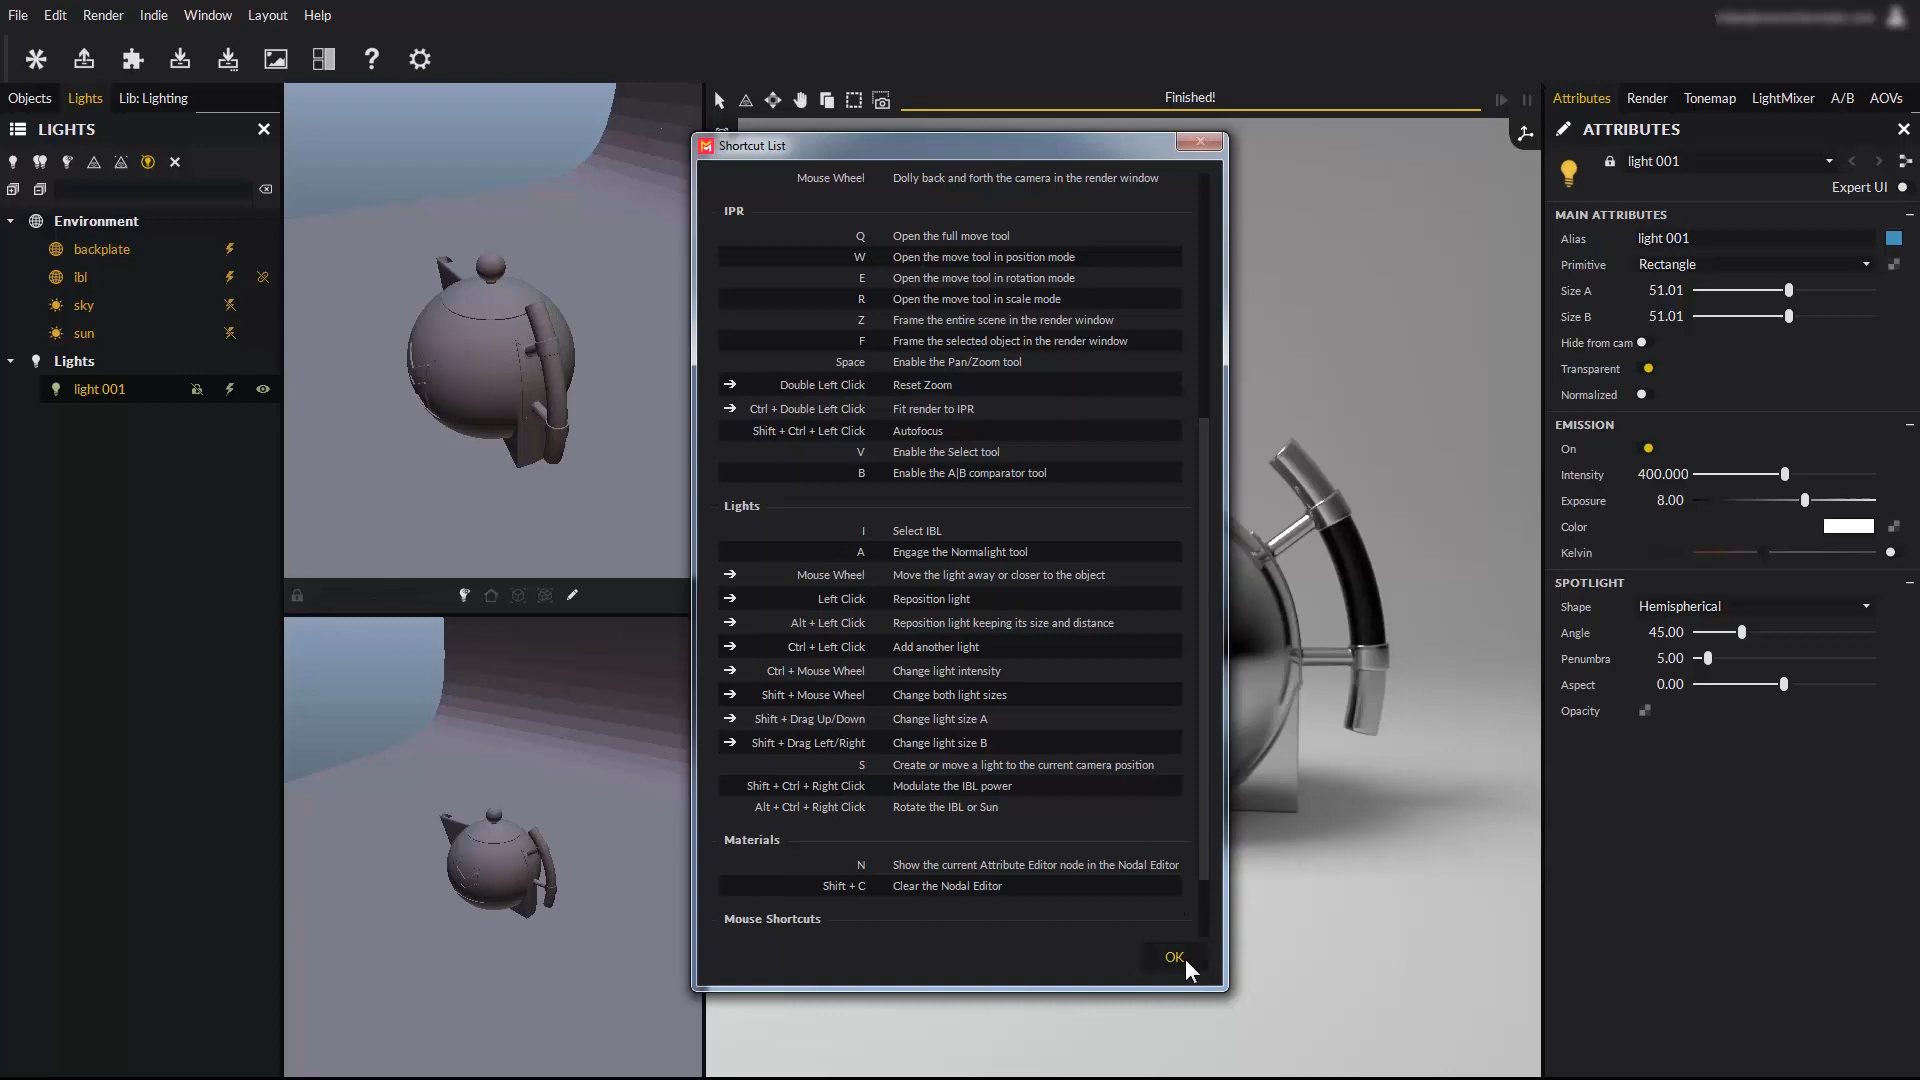 File Edit Render Indie Window Layout Help
Objects Lights Lib: Lighting
LIGHTS
Environment
backplate
ibl
sky
sun
Lights
light 001
Finished!
Shortcut List
Mouse Wheel Dolly back and forth the camera in the render window
IPR
Q Open the full move tool
W Open the move tool in position mode
E Open the move tool in rotation mode
R Open the move tool in scale mode
Z Frame the entire scene in the render window
F Frame the selected object in the render window
Space Enable the Pan/Zoom tool
Double Left Click Reset Zoom
Ctrl + Double Left Click Fit render to IPR
Shift + Ctrl + Left Click Autofocus
V Enable the Select tool
B Enable the A|B comparator tool
Lights
I Select IBL
A Engage the Normalight tool
Mouse Wheel Move the light away or closer to the object
Left Click Reposition light
Alt + Left Click Reposition light keeping its size and distance
Ctrl + Left Click Add another light
Ctrl + Mouse Wheel Change light intensity
Shift + Mouse Wheel Change both light sizes
Shift + Drag Up/Down Change light size A
Shift + Drag Left/Right Change light size B
S Create or move a light to the current camera position
Shift + Ctrl + Right Click Modulate the IBL power
Alt + Ctrl + Right Click Rotate the IBL or Sun
Materials
N Show the current Attribute Editor node in the Nodal Editor
Shift + C Clear the Nodal Editor
Mouse Shortcuts
OK
Attributes Render Tonemap LightMixer A/B AOVs
ATTRIBUTES
light 001
Expert UI
MAIN ATTRIBUTES
Alias light 001
Primitive Rectangle
Size A 51.01
Size B 51.01
Hide from cam
Transparent
Normalized
EMISSION
On
Intensity 400.000
Exposure 8.00
Color
Kelvin
SPOTLIGHT
Shape Hemispherical
Angle 45.00
Penumbra 5.00
Aspect 0.00
Opacity